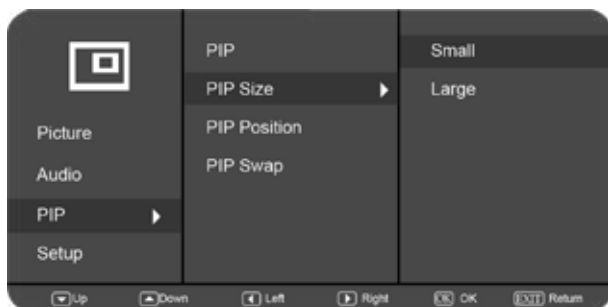 PIP
Small
PIP Size
Large
Picture
PIP Position
Audio
PIP Swap
PIP
Setup
Up Down Left Right OK OK EXIT Return